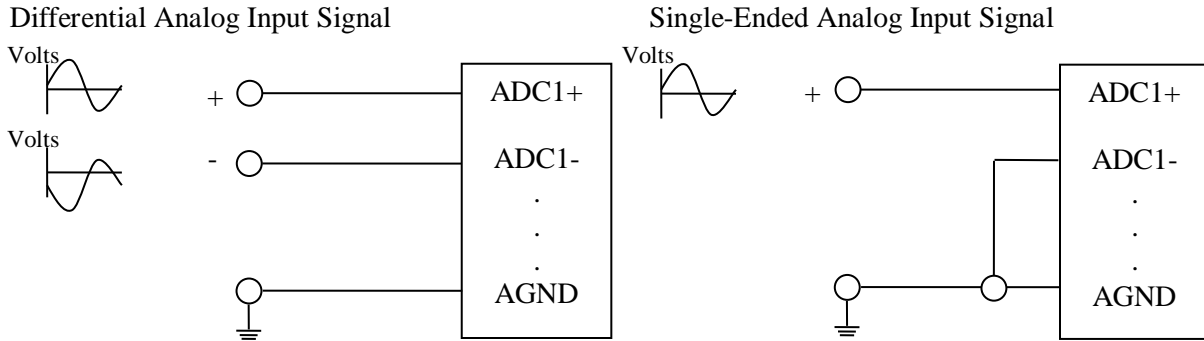 Differential Analog Input Signal
Volts
+
ADC1+
Volts
-
ADC1-
.
.
.
AGND
Single-Ended Analog Input Signal
Volts
+
ADC1+
ADC1-
.
.
.
AGND